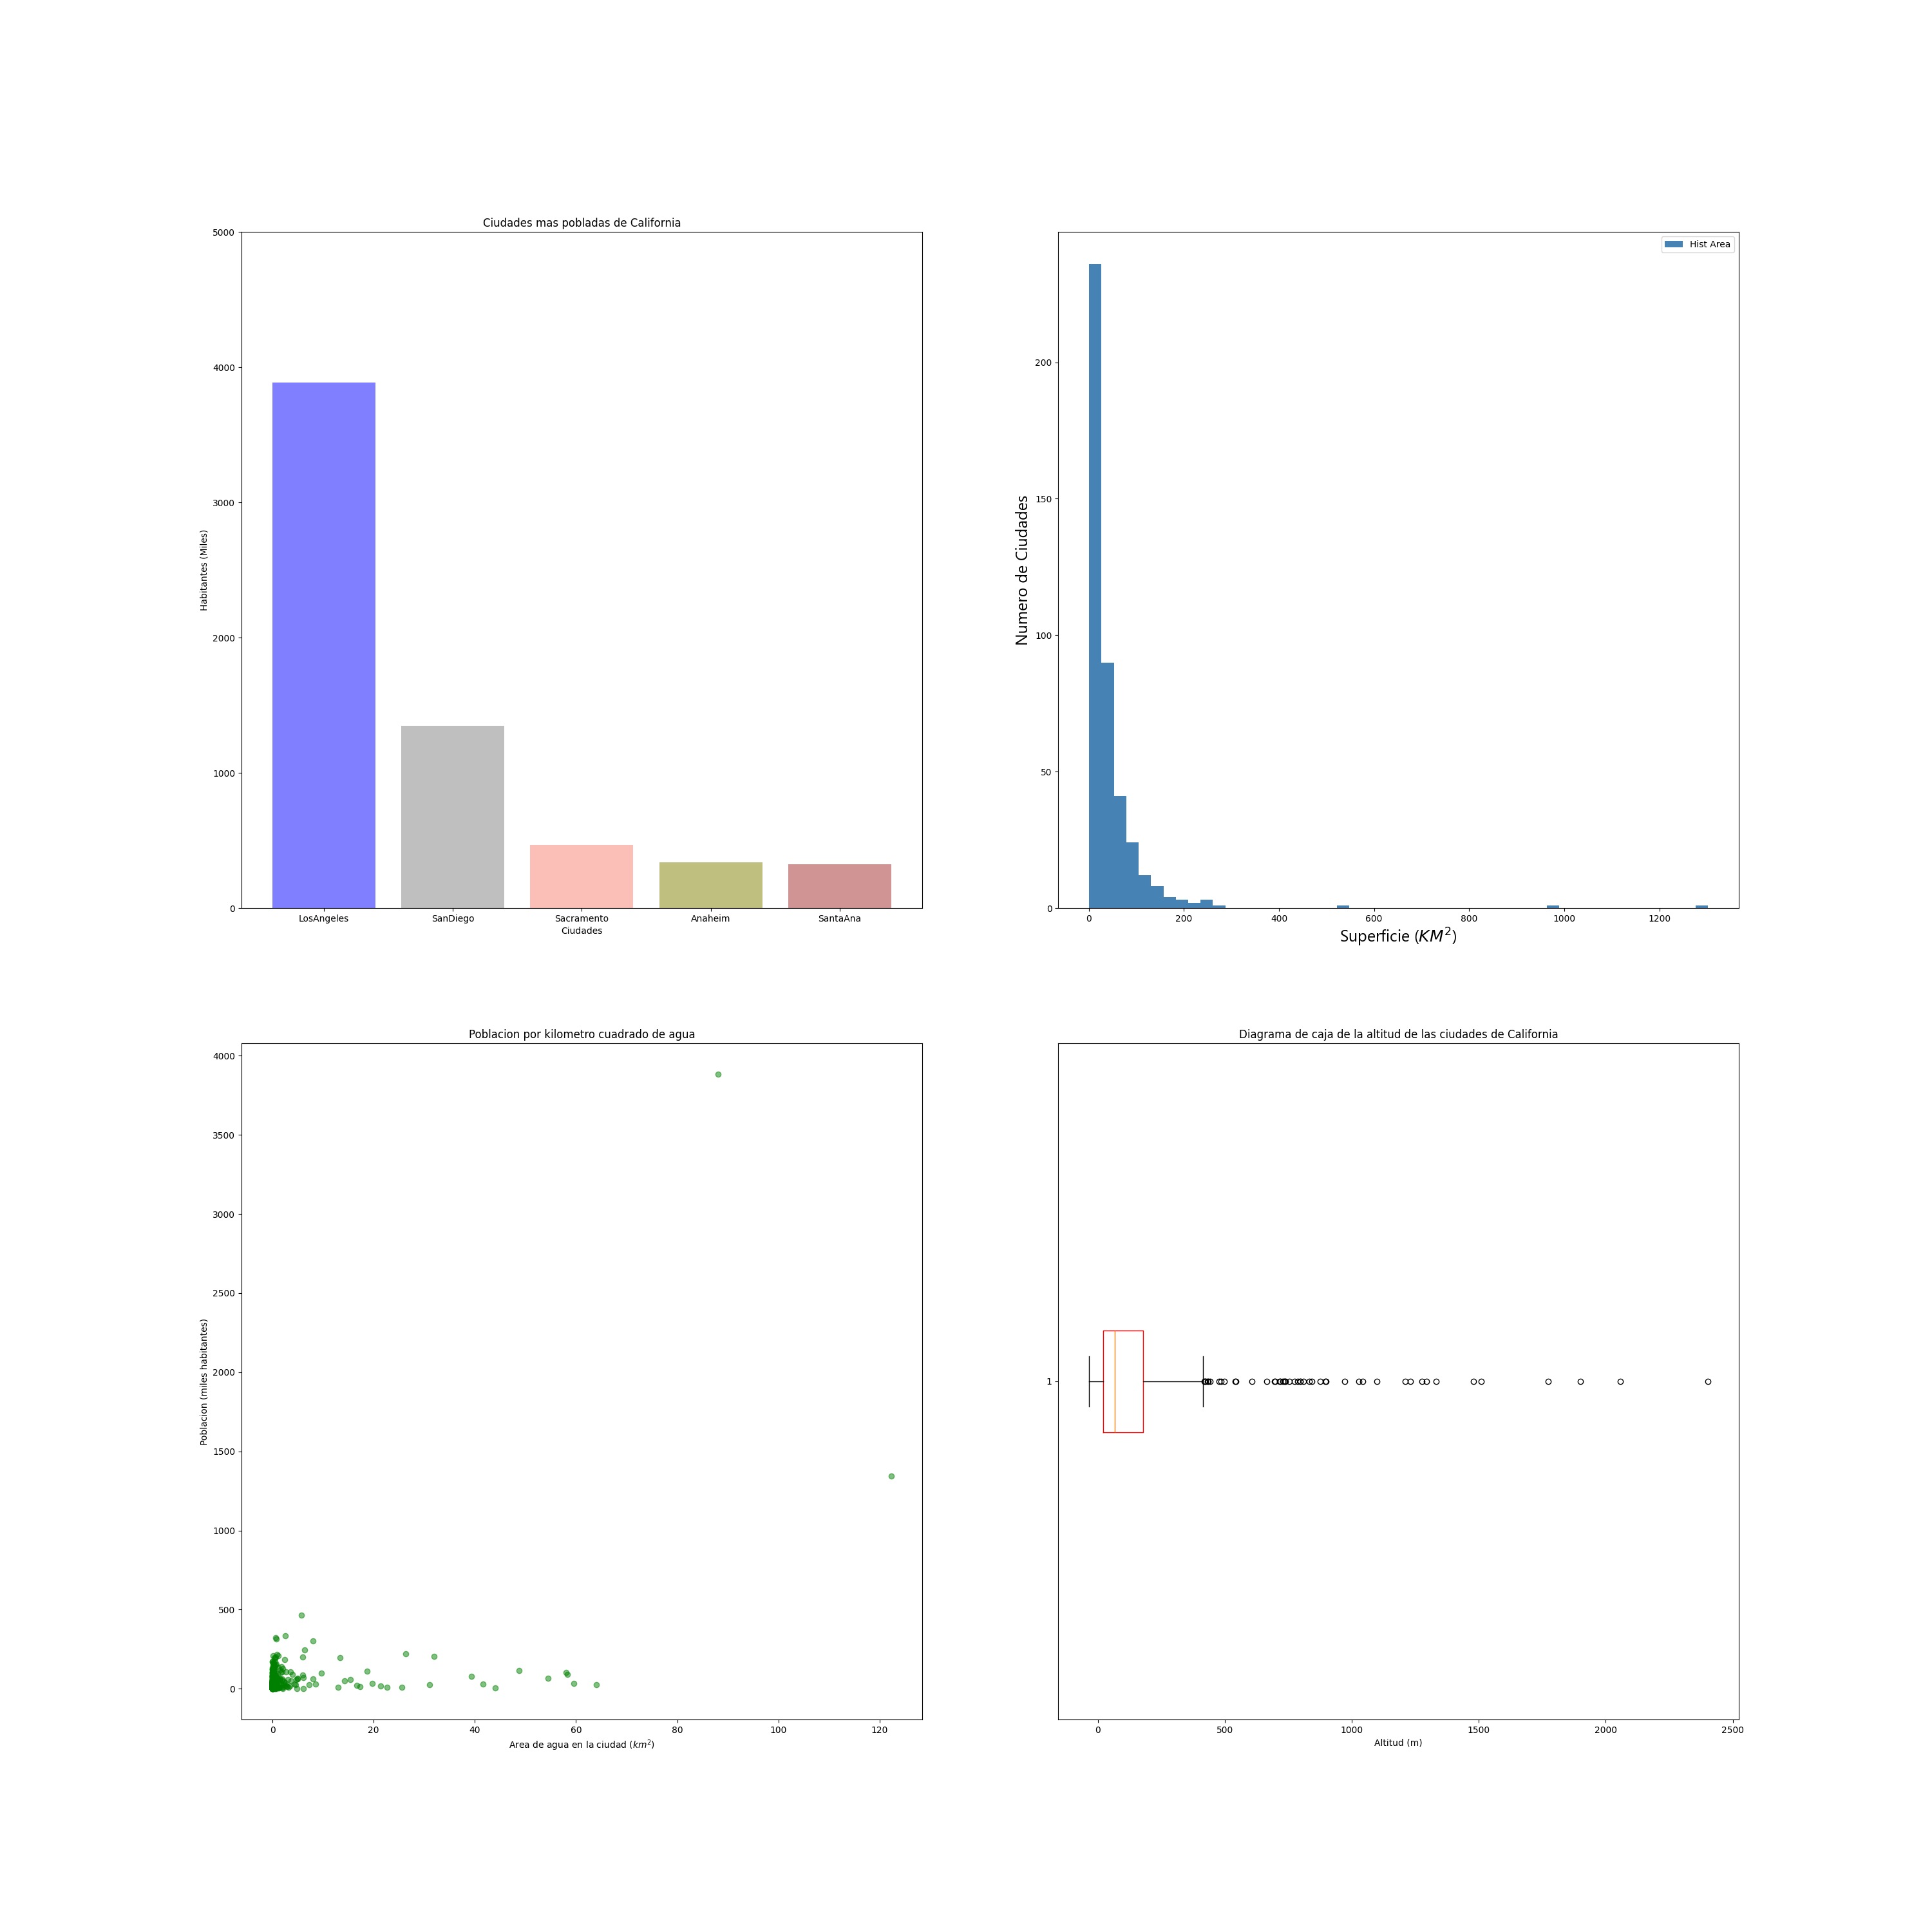 Ciudades mas pobladas de California
5000
4000
3000
2000
1000
0
Habitantes (Miles)
LosAngeles SanDiego Sacramento Anaheim SantaAna
Ciudades
Hist Area
200
150
100
50
0
Numero de Ciudades
0 200 400 600 800 1000 1200
Superficie (KM²)
Poblacion por kilometro cuadrado de agua
4000
3500
3000
2500
2000
1500
1000
500
0
Poblacion (miles habitantes)
0 20 40 60 80 100 120
Area de agua en la ciudad (km²)
Diagrama de caja de la altitud de las ciudades de California
1
0 500 1000 1500 2000 2500
Altitud (m)